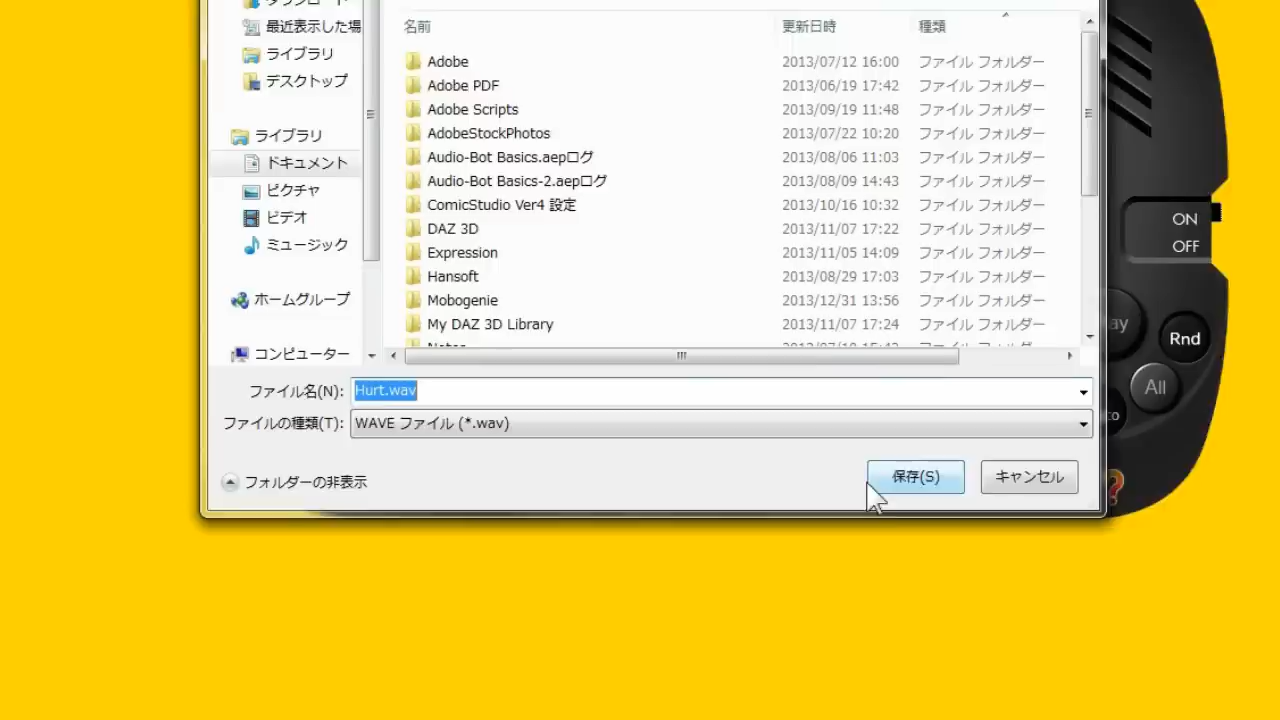 最近表示した場
ライブラリ
デスクトップ
ライブラリ
ドキュメント
ピクチャ
ビデオ
ミュージック
ホームグループ
コンピューター
名前 更新日時 種類
Adobe 2013/07/12 16:00 ファイル フォルダー
Adobe PDF 2013/06/19 17:42 ファイル フォルダー
Adobe Scripts 2013/09/19 11:48 ファイル フォルダー
AdobeStockPhotos 2013/07/22 10:20 ファイル フォルダー
Audio-Bot Basics.aepログ 2013/08/06 11:03 ファイル フォルダー
Audio-Bot Basics-2.aepログ 2013/08/09 14:43 ファイル フォルダー
ComicStudio Ver4 設定 2013/10/16 10:32 ファイル フォルダー
DAZ 3D 2013/11/07 17:22 ファイル フォルダー
Expression 2013/11/05 14:09 ファイル フォルダー
Hansoft 2013/08/29 17:03 ファイル フォルダー
Mobogenie 2013/12/31 13:56 ファイル フォルダー
My DAZ 3D Library 2013/11/07 17:24 ファイル フォルダー
ファイル名(N): Hurt.wav
ファイルの種類(T): WAVE ファイル (*.wav)
フォルダーの非表示
保存(S) キャンセル
ON
OFF
ay
Rnd
All
to
?